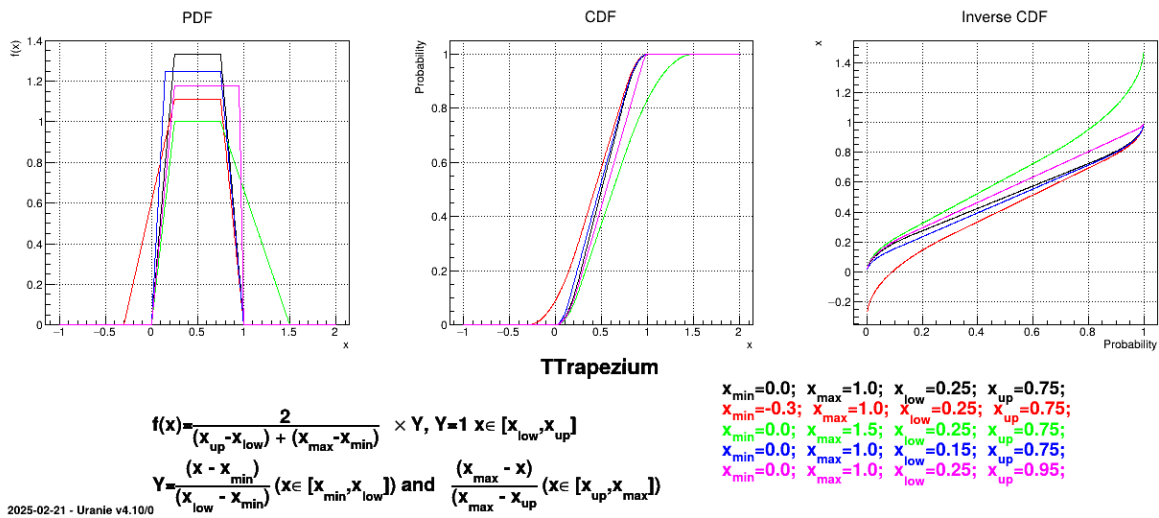 PDF
f(x)
1.4
1.2
1
0.8
0.6
0.4
0.2
0
−1 −0.5 0 0.5 1 1.5 2
x
CDF
Probability
1
0.8
0.6
0.4
0.2
0
−1 −0.5 0 0.5 1 1.5 2
x
Inverse CDF
x
1.4
1.2
1
0.8
0.6
0.4
0.2
0
−0.2
0 0.2 0.4 0.6 0.8 1
Probability
TTrapezium
f(x)=2/((x_up-x_low) + (x_max-x_min)) × Y, Y=1 x∈ [x_low,x_up]
Y=(x - x_min)/(x_low - x_min) (x∈ [x_min,x_low]) and (x_max - x)/(x_max - x_up (x∈ [x_up,x_max])
x_min=0.0; x_max=1.0; x_low=0.25; x_up=0.75;
x_min=-0.3; x_max=1.0; x_low=0.25; x_up=0.75;
x_min=0.0; x_max=1.5; x_low=0.25; x_up=0.75;
x_min=0.0; x_max=1.0; x_low=0.15; x_up=0.75;
x_min=0.0; x_max=1.0; x_low=0.25; x_up=0.95;
2025-02-21 - Uranie v4.10/0